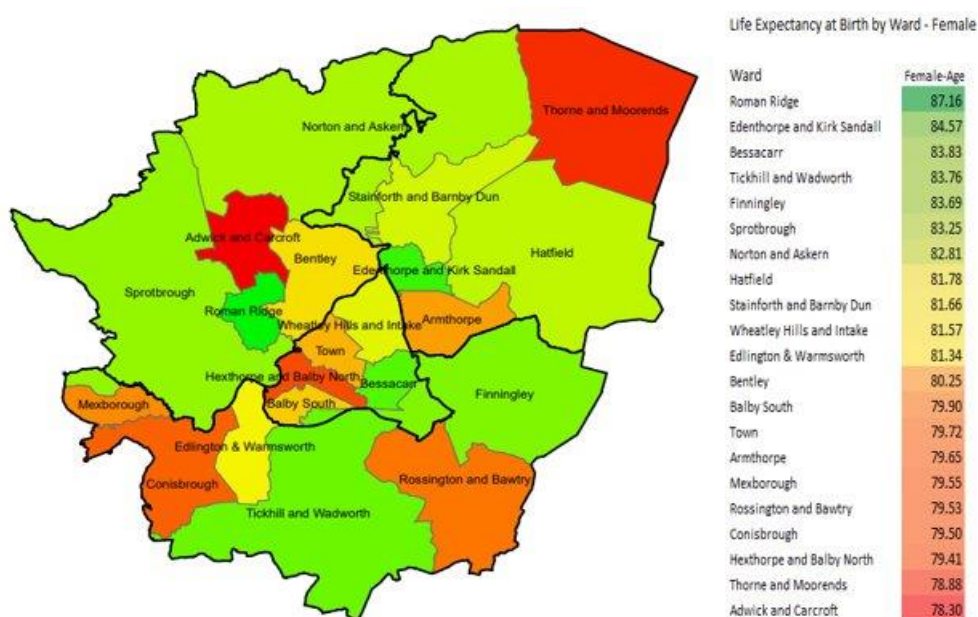 Life Expectancy at Birth by Ward - Female
Thorne and Moorends
Norton and Askern
Stainforth and Barnby Dun
Adwick and Carcroft
Hatfield
Bentley
Edenthorpe and Kirk Sandall
Sprotbrough
Roman Ridge
Armthorpe
Wheatley Hills and Intake
Town
Hexthorpe and Balby North
Bessacarr
Finningley
Mexborough
Balby South
Edlington & Warmsworth
Rossington and Bawtry
Conisbrough
Tickhill and Wadworth
Ward Female-Age
Roman Ridge 87.16
Edenthorpe and Kirk Sandall 84.57
Bessacarr 83.83
Tickhill and Wadworth 83.76
Finningley 83.69
Sprotbrough 83.25
Norton and Askern 82.81
Hatfield 81.78
Stainforth and Barnby Dun 81.66
Wheatley Hills and Intake 81.57
Edlington & Warmsworth 81.34
Bentley 80.25
Balby South 79.90
Town 79.72
Armthorpe 79.65
Mexborough 79.55
Rossington and Bawtry 79.53
Conisbrough 79.50
Hexthorpe and Balby North 79.41
Thorne and Moorends 78.88
Adwick and Carcroft 78.30